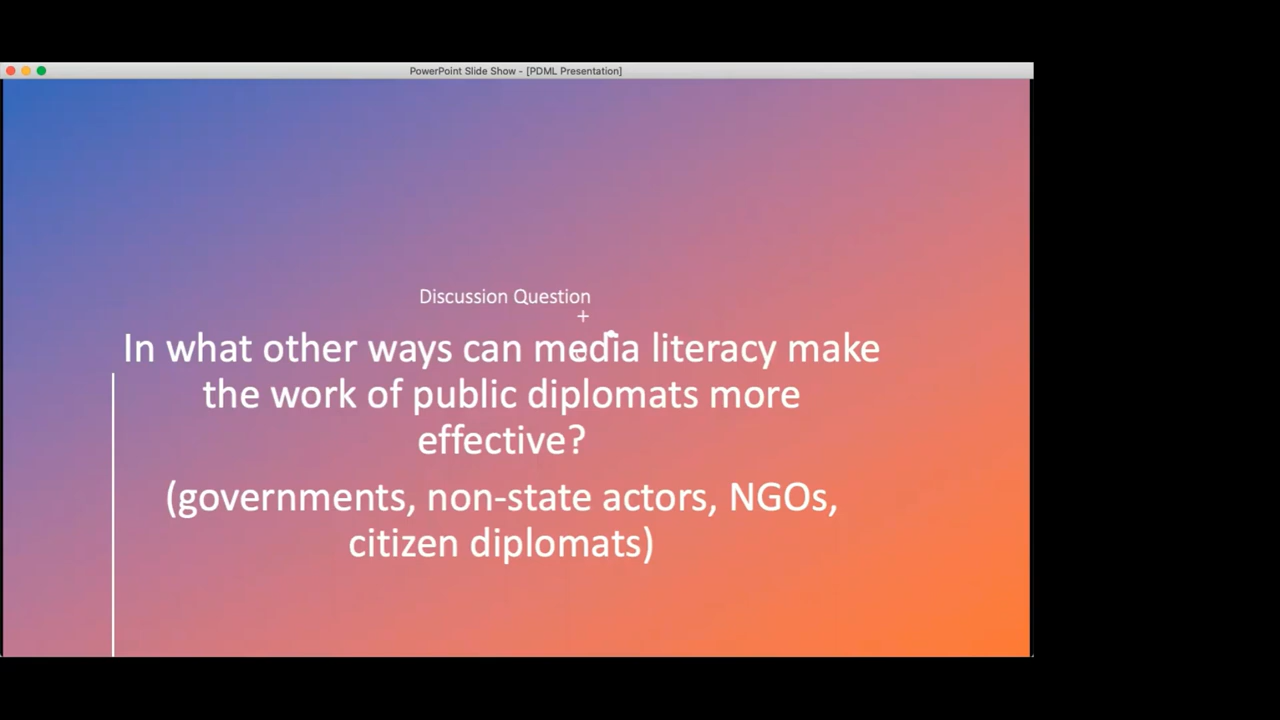 PowerPoint Slide Show - [PDML Presentation]
Discussion Question
In what other ways can media literacy make
the work of public diplomats more
effective?
(governments, non-state actors, NGOs,
citizen diplomats)